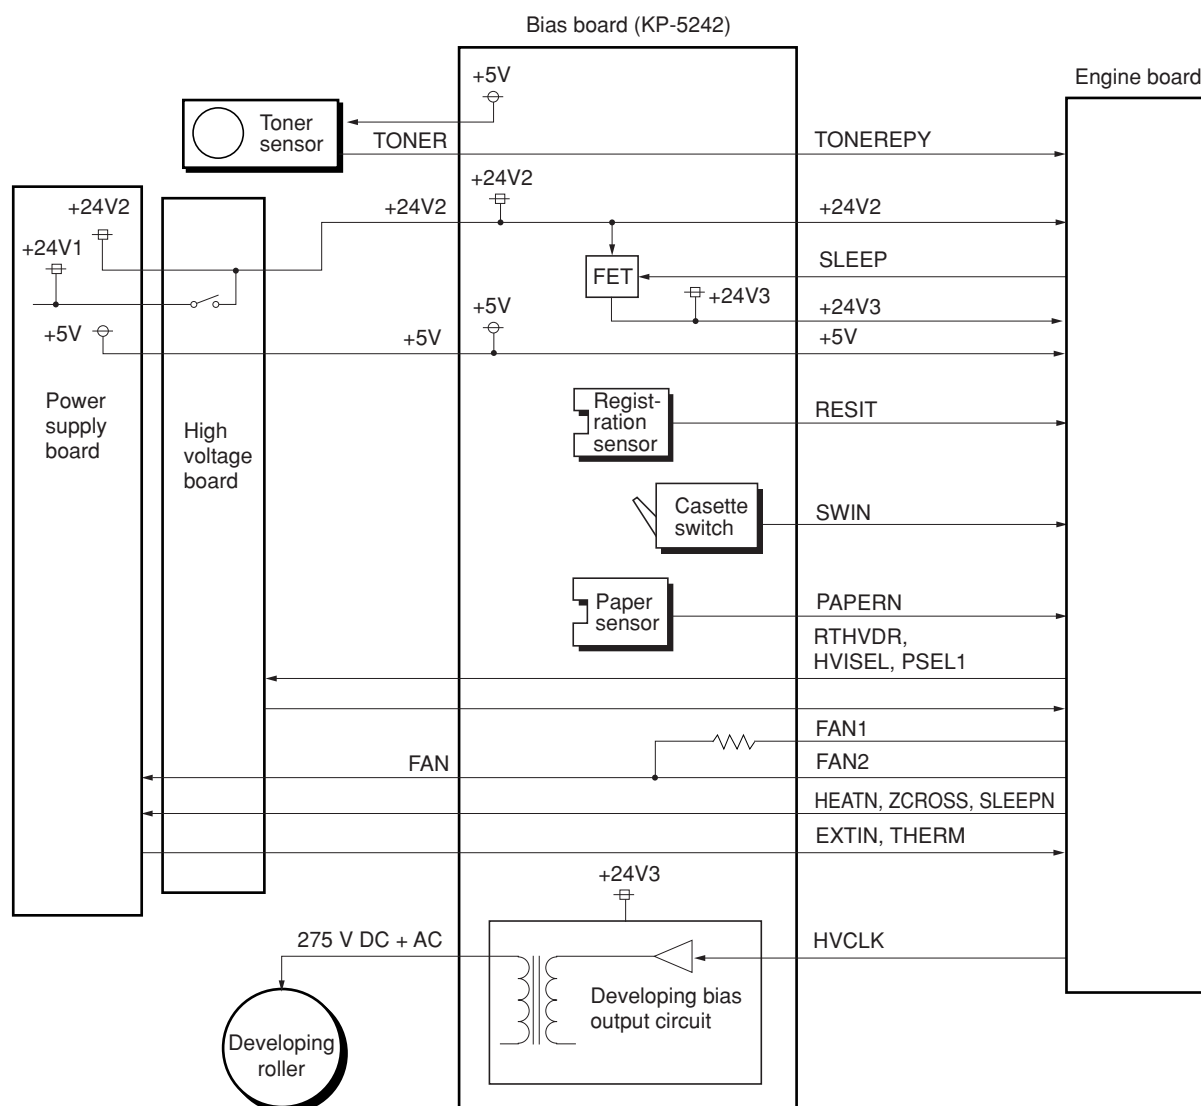 Bias board (KP-5242)
Engine board
+5V
Toner
sensor
TONER
TONEREPY
+24V2
+24V1
+24V2
+24V2
+24V2
FET
SLEEP
+24V3
+24V3
+5V
+5V
+5V
+5V
Power
supply
board
High
voltage
board
Regist-
ration
sensor
RESIT
Casette
switch
SWIN
Paper
sensor
PAPERN
RTHVDR,
HVISEL, PSEL1
FAN1
FAN
FAN2
HEATN, ZCROSS, SLEEPN
EXTIN, THERM
+24V3
275 V DC + AC
HVCLK
Developing bias
output circuit
Developing
roller